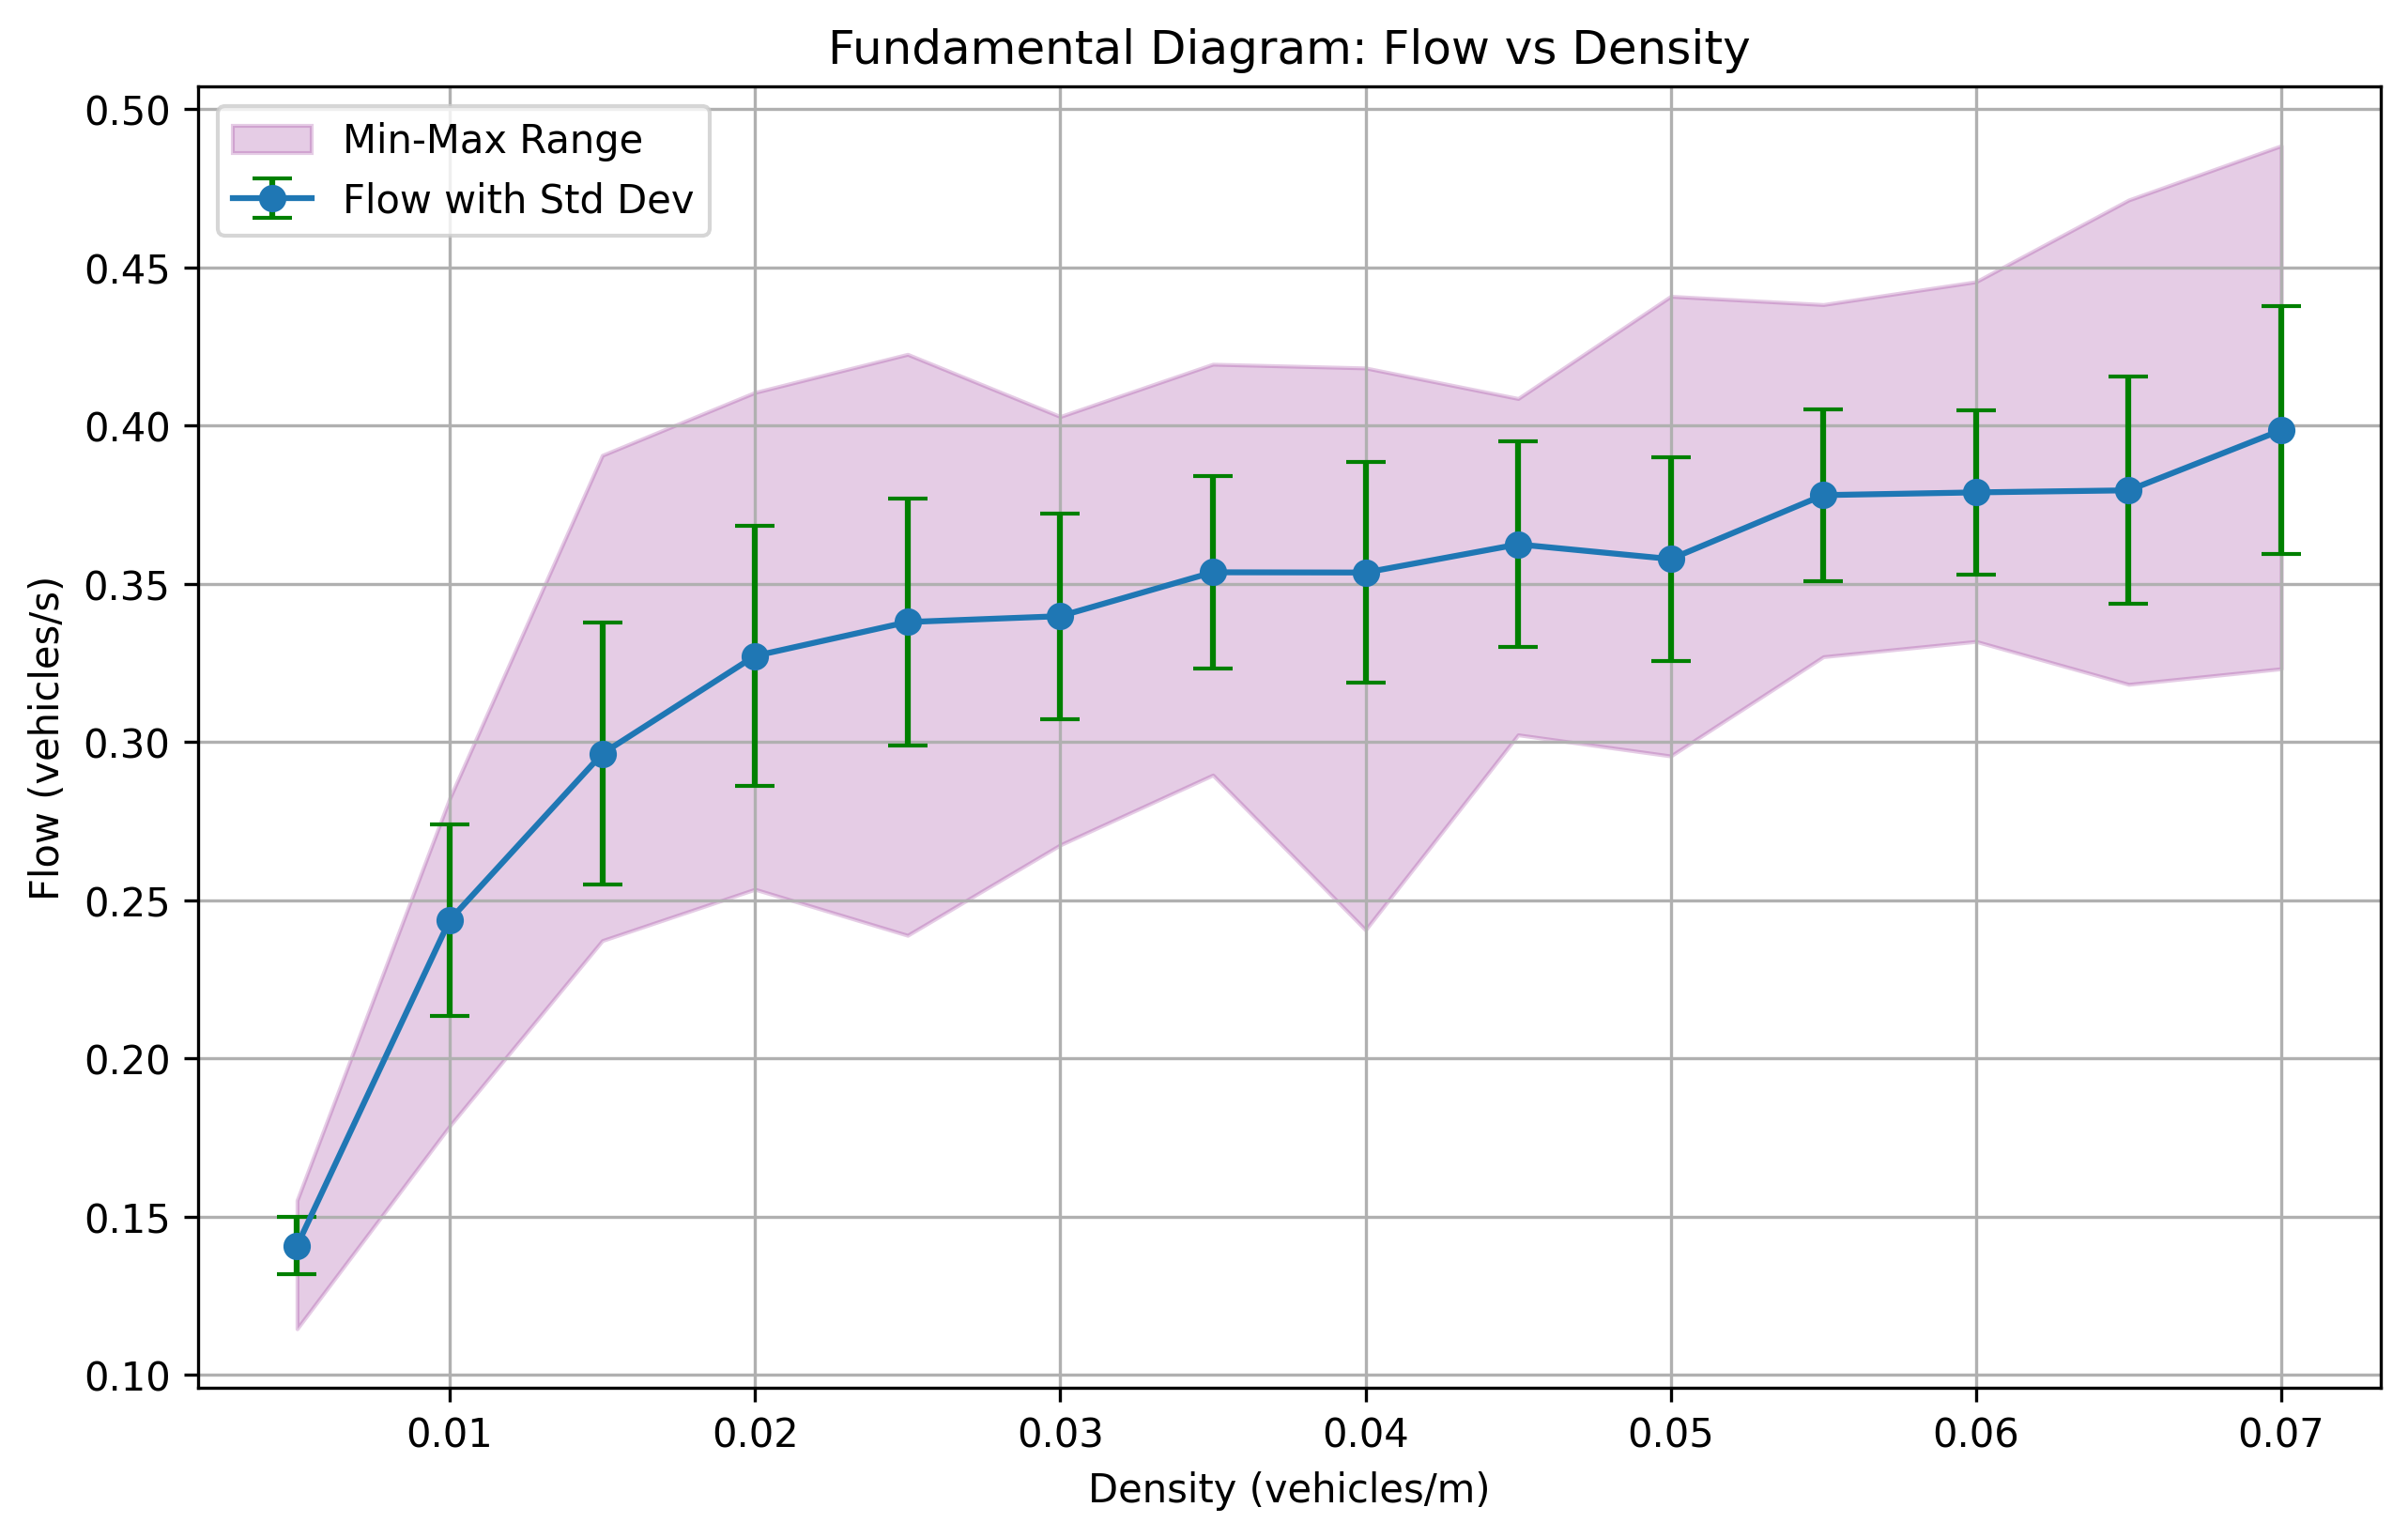 Fundamental Diagram: Flow vs Density
Min-Max Range
Flow with Std Dev
Flow (vehicles/s)
0.50
0.45
0.40
0.35
0.30
0.25
0.20
0.15
0.10
0.01 0.02 0.03 0.04 0.05 0.06 0.07
Density (vehicles/m)